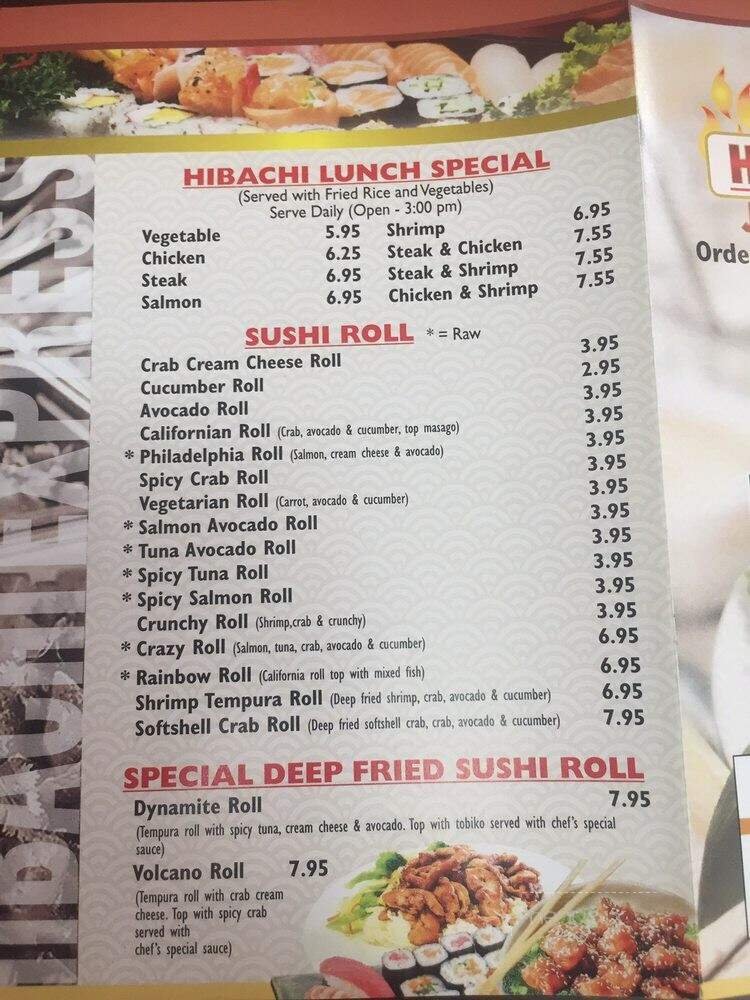 HIBACHI EXPRESS
HIBACHI LUNCH SPECIAL
(Served with Fried Rice and Vegetables)
Serve Daily (Open - 3:00 pm)
Vegetable 5.95 Shrimp 6.95
Chicken 6.25 Steak & Chicken 7.55
Steak 6.95 Steak & Shrimp 7.55
Salmon 6.95 Chicken & Shrimp 7.55
SUSHI ROLL * = Raw
Crab Cream Cheese Roll 3.95
Cucumber Roll 2.95
Avocado Roll 3.95
Californian Roll (Crab, avocado & cucumber, top masago) 3.95
* Philadelphia Roll (Salmon, cream cheese & avocado) 3.95
Spicy Crab Roll 3.95
Vegetarian Roll (Carrot, avocado & cucumber) 3.95
* Salmon Avocado Roll 3.95
* Tuna Avocado Roll 3.95
* Spicy Tuna Roll 3.95
* Spicy Salmon Roll 3.95
Crunchy Roll (Shrimp,crab & crunchy) 3.95
* Crazy Roll (Salmon, tuna, crab, avocado & cucumber) 6.95
* Rainbow Roll (California roll top with mixed fish) 6.95
Shrimp Tempura Roll (Deep fried shrimp, crab, avocado & cucumber) 6.95
Softshell Crab Roll (Deep fried softshell crab, crab, avocado & cucumber) 7.95
SPECIAL DEEP FRIED SUSHI ROLL
Dynamite Roll 7.95
(Tempura roll with spicy tuna, cream cheese & avocado. Top with tobiko served with chef's special
sauce)
Volcano Roll 7.95
(Tempura roll with crab cream
cheese. Top with spicy crab
served with
chef's special sauce)
H
Orde